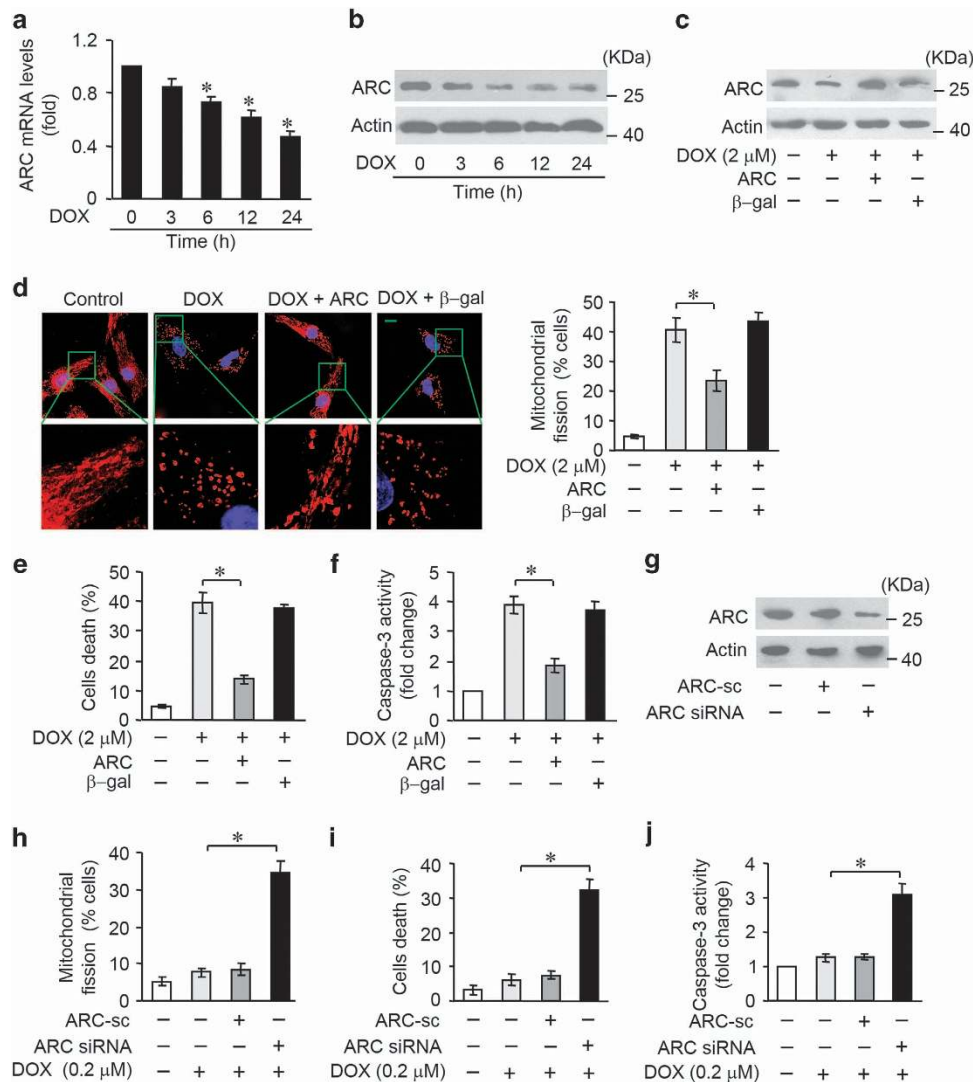 a
ARC mRNA levels
(fold)
1.2
0.8
0.4
0
* * *
DOX 0 3 6 12 24
Time (h)
b
(KDa)
ARC
25
Actin
40
DOX 0 3 6 12 24
Time (h)
c
(KDa)
ARC
25
Actin
40
DOX (2 μM) − + + +
ARC − − + −
β-gal − − − +
d
Control DOX DOX + ARC DOX + β-gal
Mitochondrial
fission (% cells)
50
40
30
20
10
0
*
DOX (2 μM) − + + +
ARC − − + −
β-gal − − − +
e
Cells death (%)
50
40
30
20
10
0
*
DOX (2 μM) − + + +
ARC − − + −
β-gal − − − +
f
Caspase-3 activity
(fold change)
5
4
3
2
1
0
*
DOX (2 μM) − + + +
ARC − − + −
β-gal − − − +
g
(KDa)
ARC
25
Actin
40
ARC-sc − + −
ARC siRNA − − +
h
Mitochondrial
fission (% cells)
40
30
20
10
0
*
ARC-sc − − + −
ARC siRNA − − − +
DOX (0.2 μM) − + + +
i
Cells death (%)
40
30
20
10
0
*
ARC-sc − − + −
ARC siRNA − − − +
DOX (0.2 μM) − + + +
j
Caspase-3 activity
(fold change)
4
3
2
1
0
*
ARC-sc − − + −
ARC siRNA − − − +
DOX (0.2 μM) − + + +